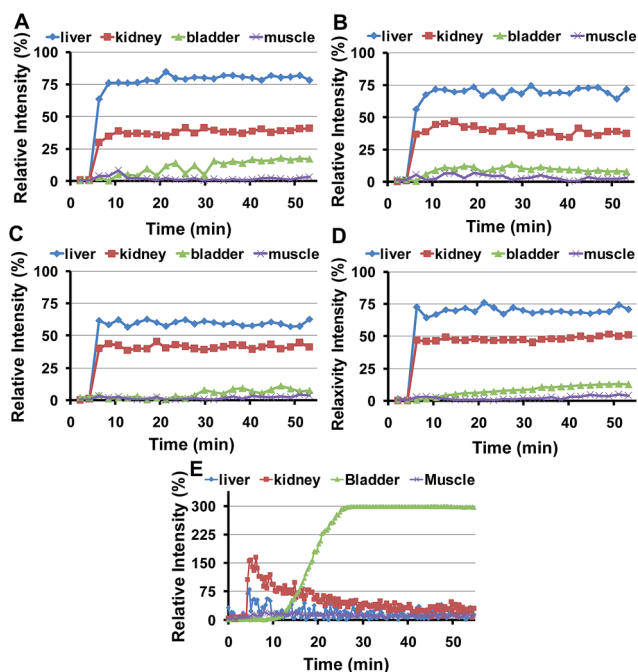 A
liver kidney bladder muscle
Relative Intensity (%)
100
75
50
25
0
0 10 20 30 40 50
Time (min)
B
liver kidney bladder muscle
Relative Intensity (%)
100
75
50
25
0
0 10 20 30 40 50
Time (min)
C
liver kidney bladder muscle
Relative Intensity (%)
100
75
50
25
0
0 10 20 30 40 50
Time (min)
D
liver kidney bladder muscle
Relaxivity Intensity (%)
100
75
50
25
0
0 10 20 30 40 50
Time (min)
E
liver kidney Bladder Muscle
Relative Intensity (%)
300
225
150
75
0
0 10 20 30 40 50
Time (min)